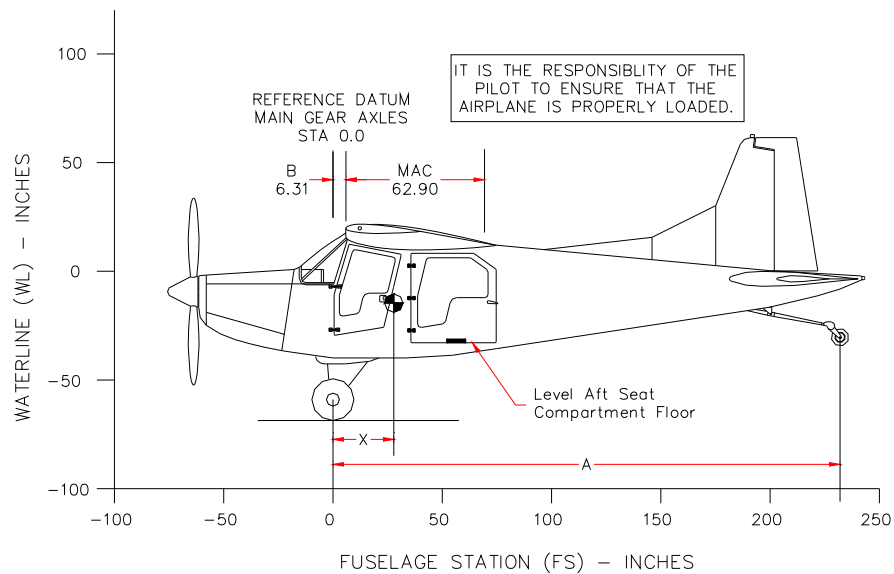 100
50
0
-50
-100
WATERLINE (WL) - INCHES
REFERENCE DATUM
MAIN GEAR AXLES
STA 0.0
IT IS THE RESPONSIBLITY OF THE
PILOT TO ENSURE THAT THE
AIRPLANE IS PROPERLY LOADED.
B
6.31
MAC
62.90
Level Aft Seat
Compartment Floor
X
A
-100
-50
0
50
100
150
200
250
FUSELAGE STATION (FS) - INCHES